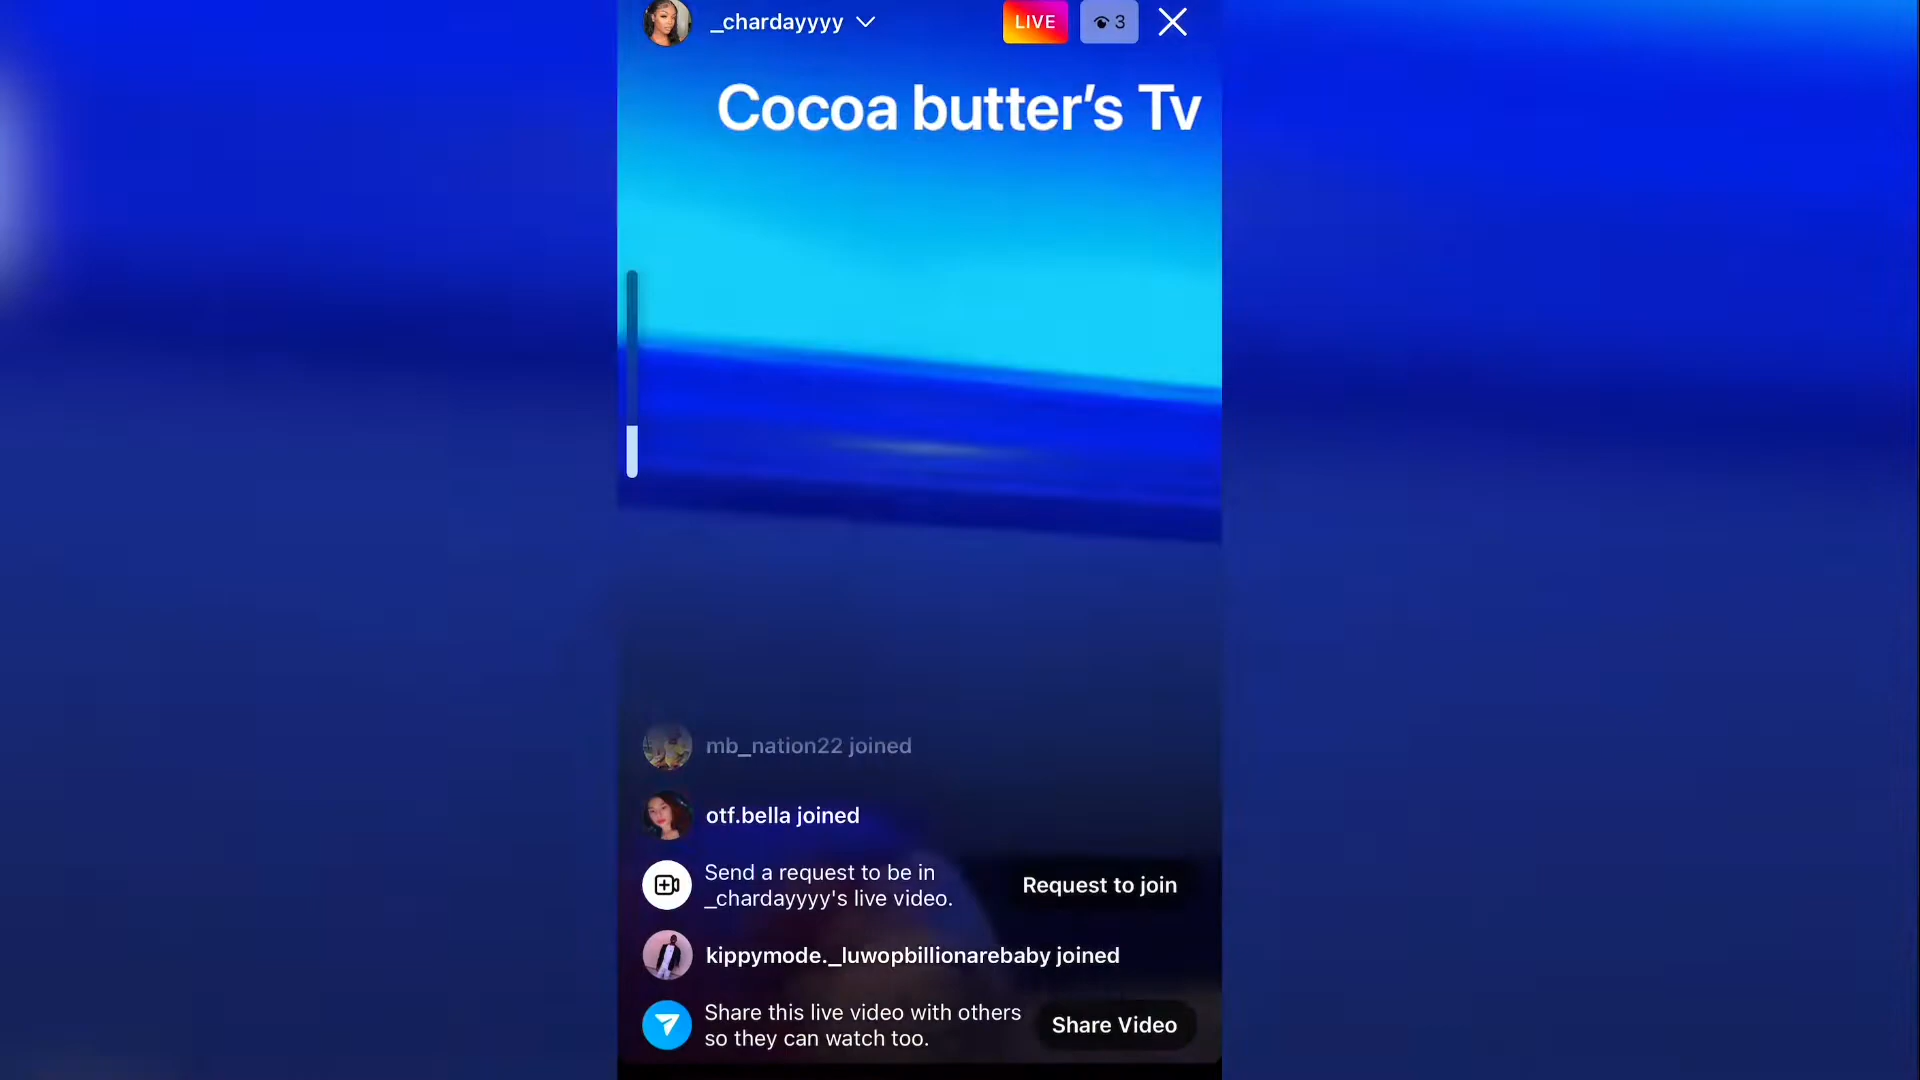 _chardayyyy
LIVE
3
Cocoa butter’s Tv
mb_nation22 joined
otf.bella joined
Send a request to be in
_chardayyyy's live video.
Request to join
kippymode._luwopbillionarebaby joined
Share this live video with others
so they can watch too.
Share Video